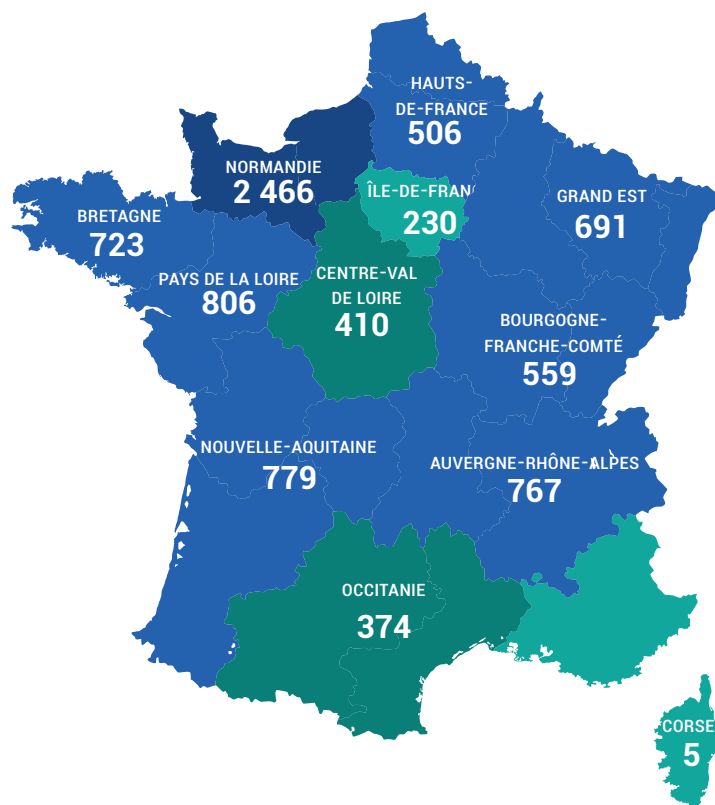 HAUTS-
DE-FRANCE
506
NORMANDIE
2 466
ÎLE-DE-FRAN
230
GRAND EST
691
BRETAGNE
723
PAYS DE LA LOIRE
806
CENTRE-VAL
DE LOIRE
410
BOURGOGNE-
FRANCHE-COMTÉ
559
NOUVELLE-AQUITAINE
779
AUVERGNE-RHÔNE-ALPES
767
OCCITANIE
374
CORSE
5